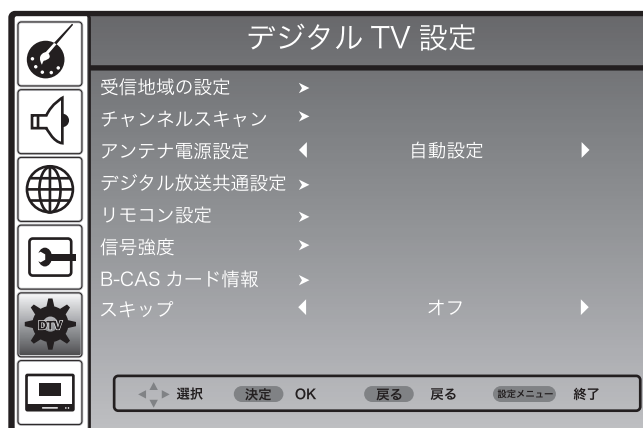 デジタル TV 設定
受信地域の設定
チャンネルスキャン
アンテナ電源設定 自動設定
デジタル放送共通設定
リモコン設定
信号強度
B-CAS カード情報
スキップ オフ
DTV
選択 決定 OK 戻る 戻る 設定メニュー 終了